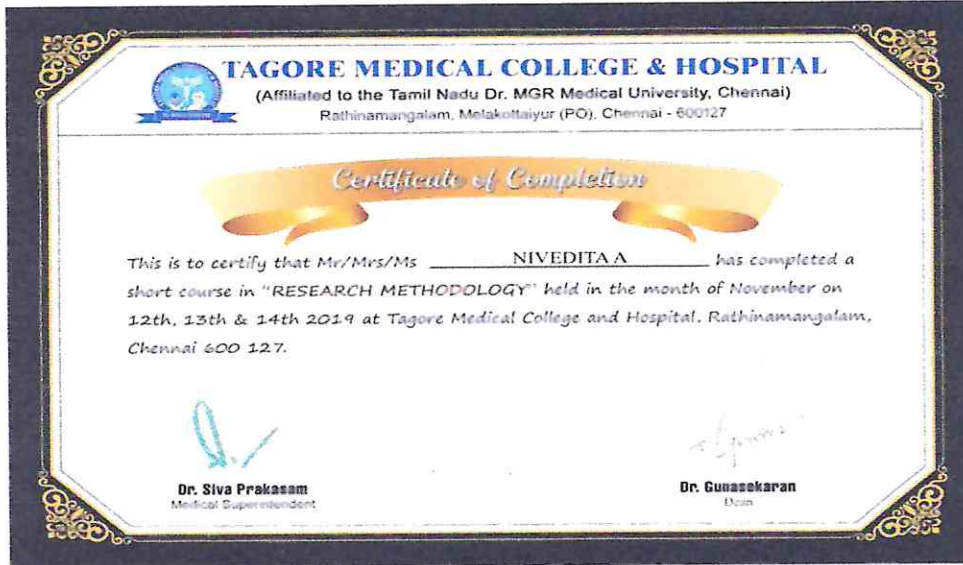 TAGORE MEDICAL COLLEGE & HOSPITAL
(Affiliated to the Tamil Nadu Dr. MGR Medical University, Chennai)
Rathinamangalam, Melakottaiyur (PO), Chennai - 600127
Certificate of Completion
This is to certify that Mr/Mrs/Ms NIVEDITA A has completed a
short course in "RESEARCH METHODOLOGY" held in the month of November on
12th, 13th & 14th 2019 at Tagore Medical College and Hospital, Rathinamangalam,
Chennai 600 127.
Dr. Siva Prakasam Dr. Gunasekaran
Medical Superintendent Dean